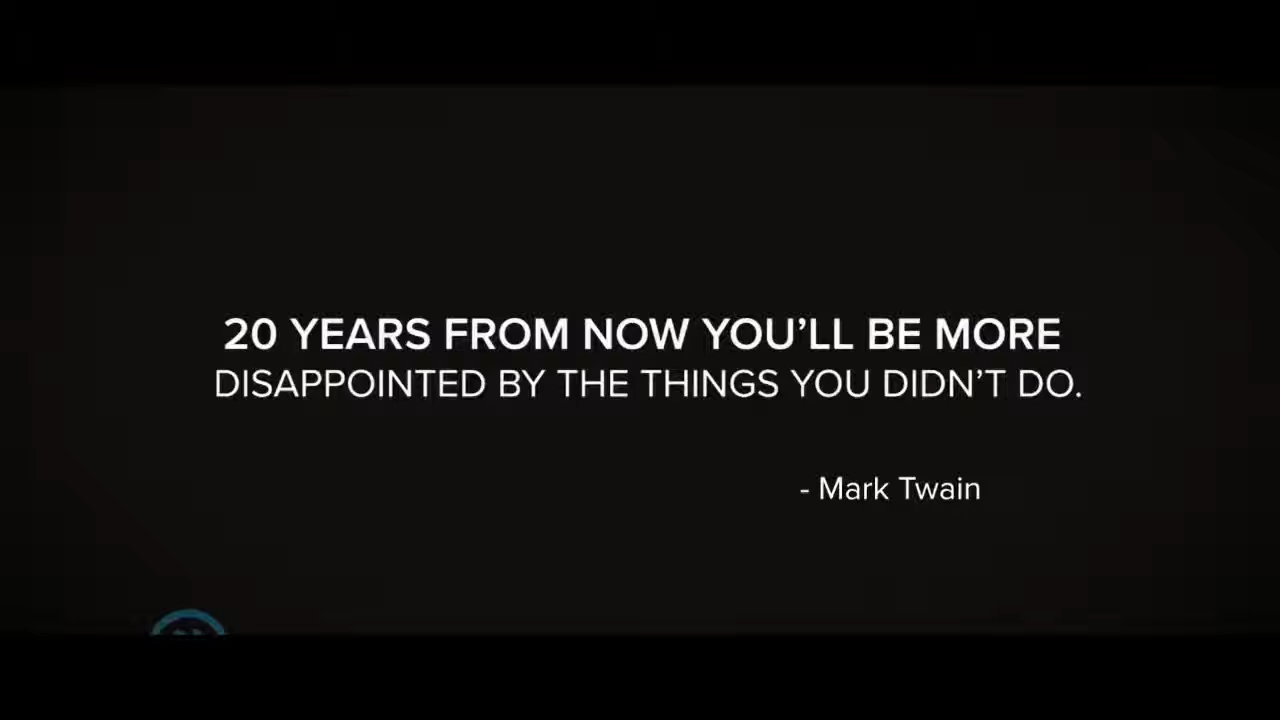 20 YEARS FROM NOW YOU’LL BE MORE
DISAPPOINTED BY THE THINGS YOU DIDN’T DO.
- Mark Twain